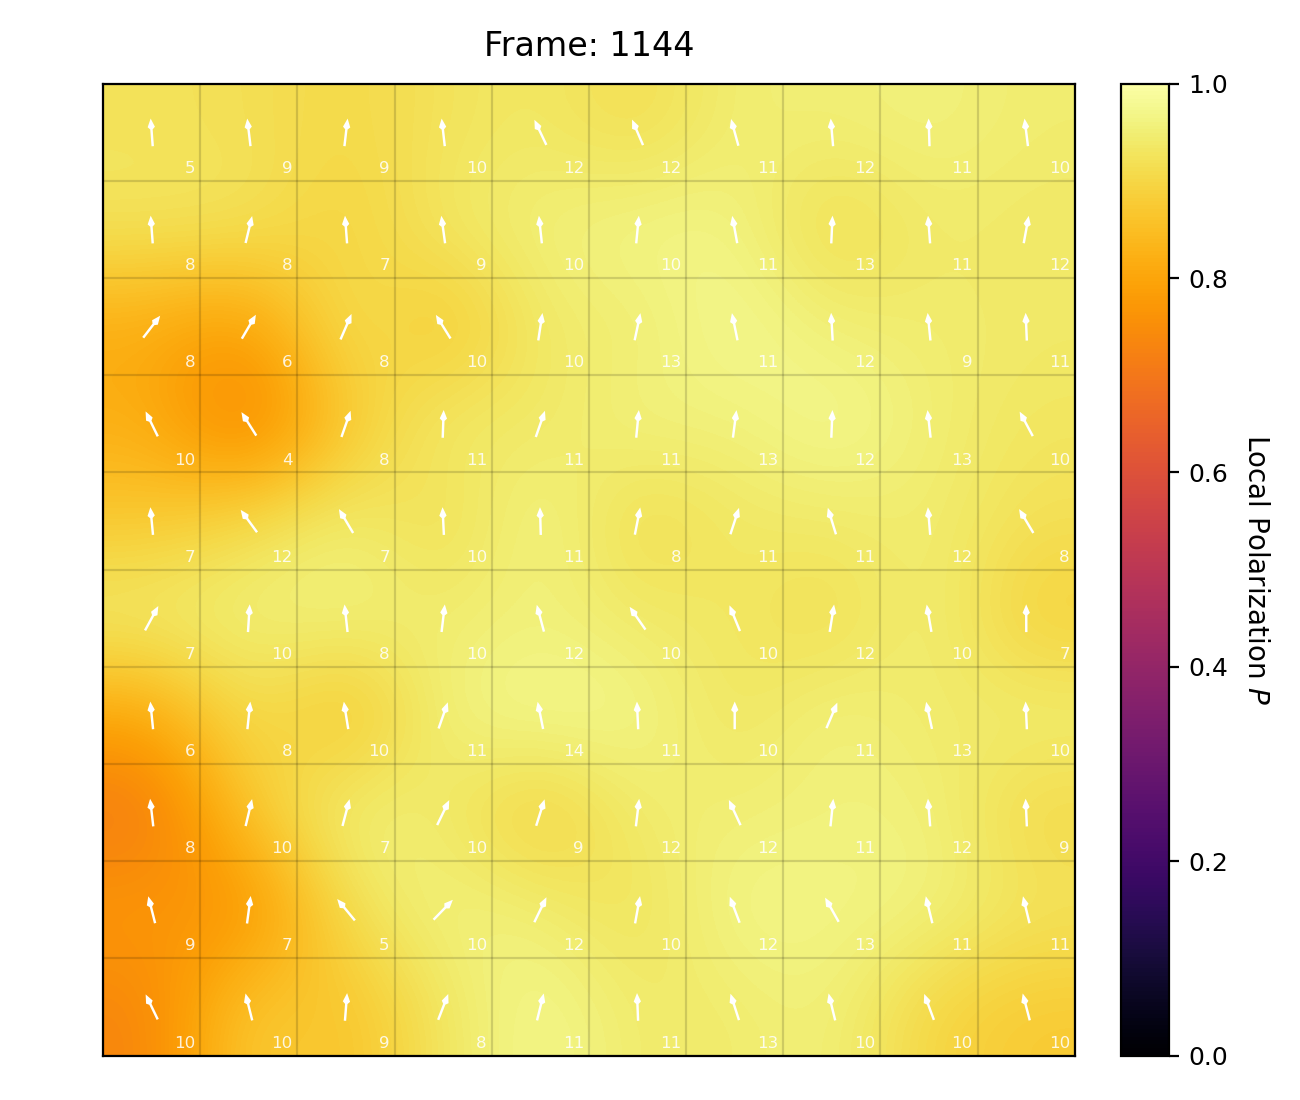 Frame: 1144
5 9 9 10 12 12 11 12 11 10
8 8 7 9 10 10 11 13 11 12
8 6 8 10 10 13 11 12 9 11
10 4 8 11 11 11 13 12 13 10
7 12 7 10 11 8 11 11 12 8
7 10 8 10 12 10 10 12 10 7
6 8 10 11 14 11 10 11 13 10
8 10 7 10 9 12 12 11 12 9
9 7 5 10 12 10 12 13 11 11
10 10 9 8 11 11 13 10 10 10
1.0
0.8
0.6
0.4
0.2
0.0
Local Polarization P